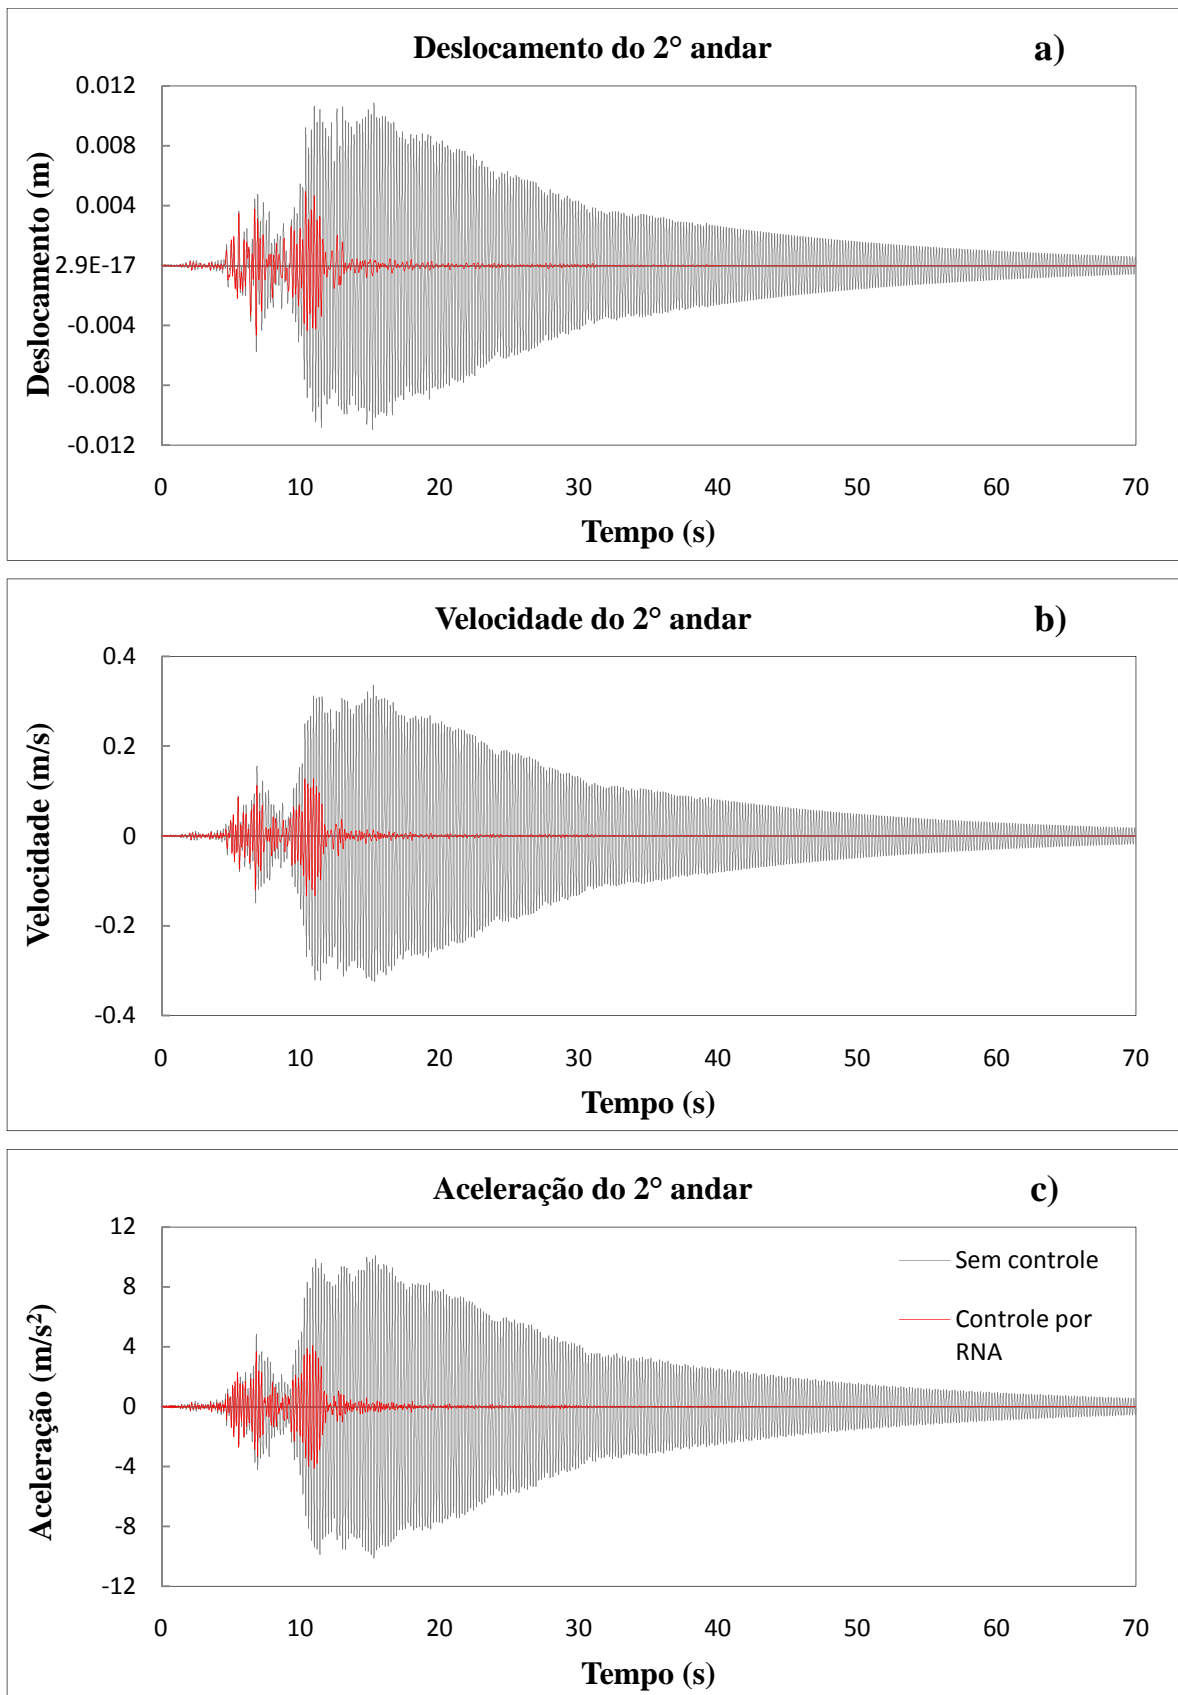 Deslocamento do 2° andar
a)
0.012
0.008
0.004
2.9E-17
-0.004
-0.008
-0.012
Deslocamento (m)
0 10 20 30 40 50 60 70
Tempo (s)
Velocidade do 2° andar
b)
0.4
0.2
0
-0.2
-0.4
Velocidade (m/s)
0 10 20 30 40 50 60 70
Tempo (s)
Aceleração do 2° andar
c)
12
8
4
0
-4
-8
-12
Aceleração (m/s²)
Sem controle
Controle por
RNA
0 10 20 30 40 50 60 70
Tempo (s)